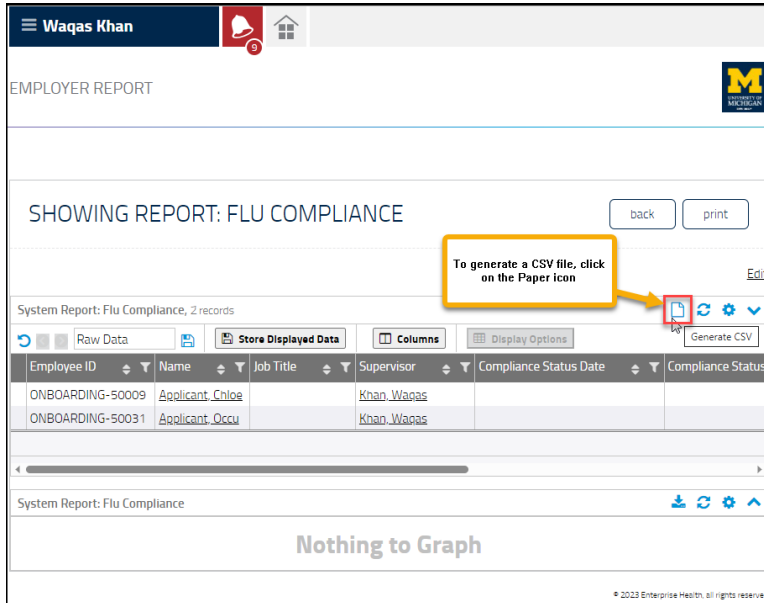 Waqas Khan
9
EMPLOYER REPORT
M
UNIVERSITY OF
MICHIGAN
SHOWING REPORT: FLU COMPLIANCE
back
print
To generate a CSV file, click
on the Paper icon
Edi
System Report: Flu Compliance, 2 records
Generate CSV
Raw Data
Store Displayed Data
Columns
Display Options
Employee ID Name Job Title Supervisor Compliance Status Date Compliance Status
ONBOARDING-50009 Applicant, Chloe Khan, Waqas
ONBOARDING-50031 Applicant, Occu Khan, Waqas
System Report: Flu Compliance
Nothing to Graph
© 2023 Enterprise Health, all rights reserve